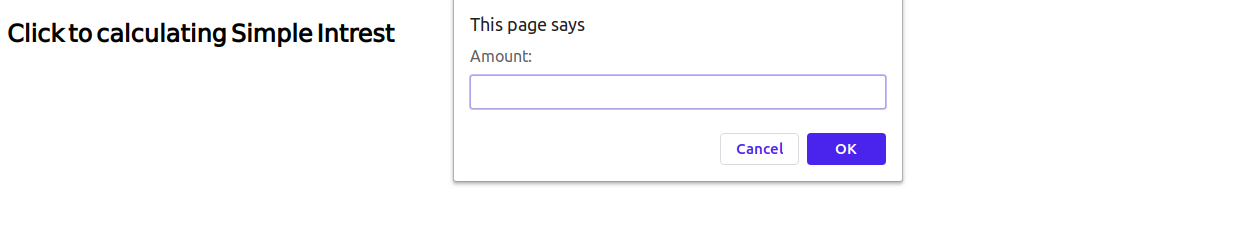 Click to calculating Simple Intrest
This page says
Amount:
Cancel
OK